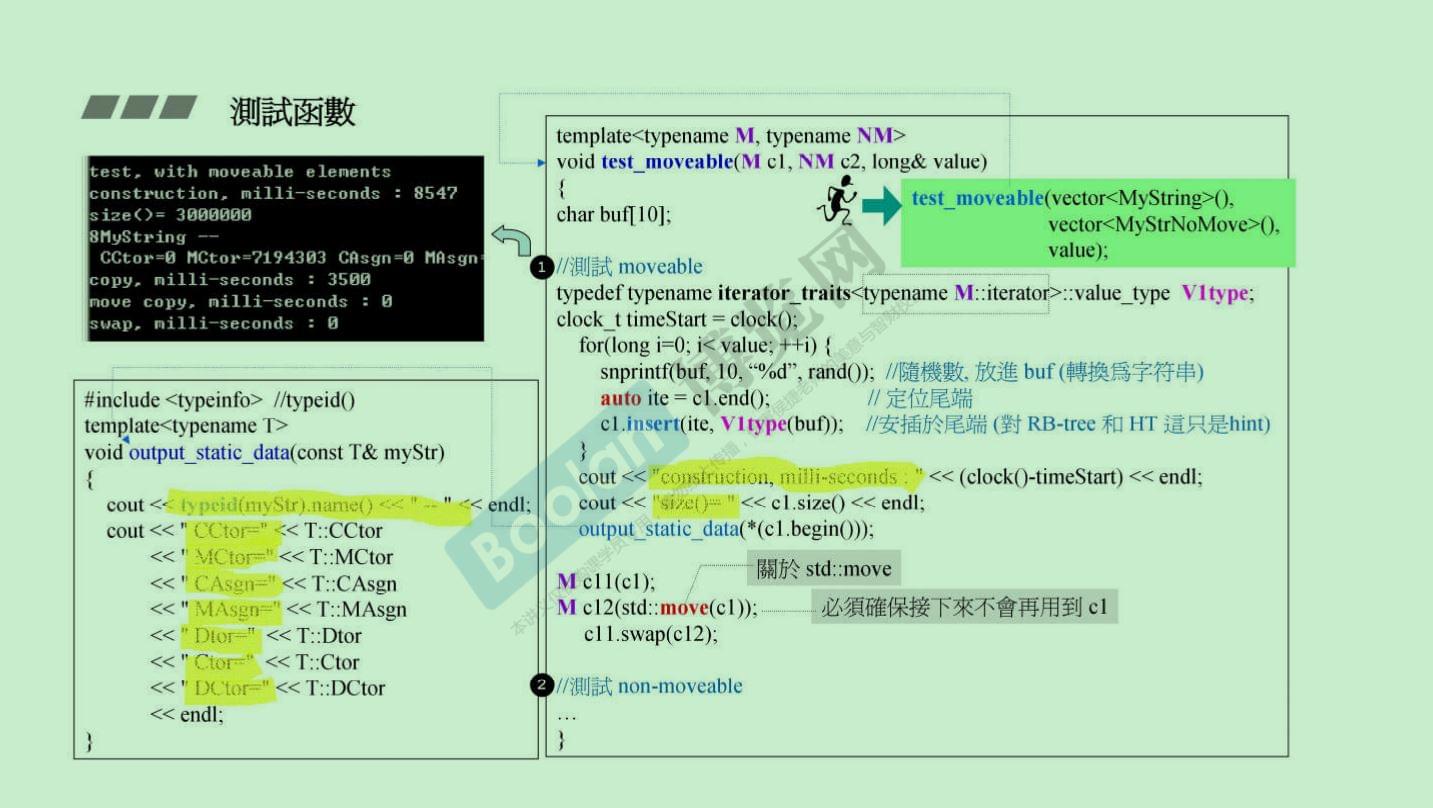 測試函數
test, with moveable elements
construction, milli-seconds : 8547
size()= 3000000
8MyString --
CCtor=0 MCtor=7194303 CAsgn=0 MAsgn=
copy, milli-seconds : 3500
move copy, milli-seconds : 0
swap, milli-seconds : 0
#include <typeinfo> //typeid()
template<typename T>
void output_static_data(const T& myStr)
{
cout << typeid(myStr).name() << " -- " << endl;
cout << " CCtor=" << T::CCtor
<< " MCtor=" << T::MCtor
<< " CAsgn=" << T::CAsgn
<< " MAsgn=" << T::MAsgn
<< " Dtor=" << T::Dtor
<< " Ctor=" << T::Ctor
<< " DCtor=" << T::DCtor
<< endl;
}
template<typename M, typename NM>
void test_moveable(M c1, NM c2, long& value)
{
char buf[10];
test_moveable(vector<MyString>(),
vector<MyStrNoMove>(),
value);
1 //測試 moveable
typedef typename iterator_traits<typename M::iterator>::value_type V1type;
clock_t timeStart = clock();
for(long i=0; i< value; ++i) {
snprintf(buf, 10, “%d”, rand()); //隨機數, 放進 buf (轉換爲字符串)
auto ite = c1.end(); // 定位尾端
c1.insert(ite, V1type(buf)); //安插於尾端 (對 RB-tree 和 HT 這只是hint)
}
cout << "construction, milli-seconds : " << (clock()-timeStart) << endl;
cout << "size()= " << c1.size() << endl;
output_static_data(*(c1.begin()));
M c11(c1);
關於 std::move
M c12(std::move(c1));
必須確保接下來不會再用到 c1
c11.swap(c12);
2 //測試 non-moveable
…
}
Boolan
博览网